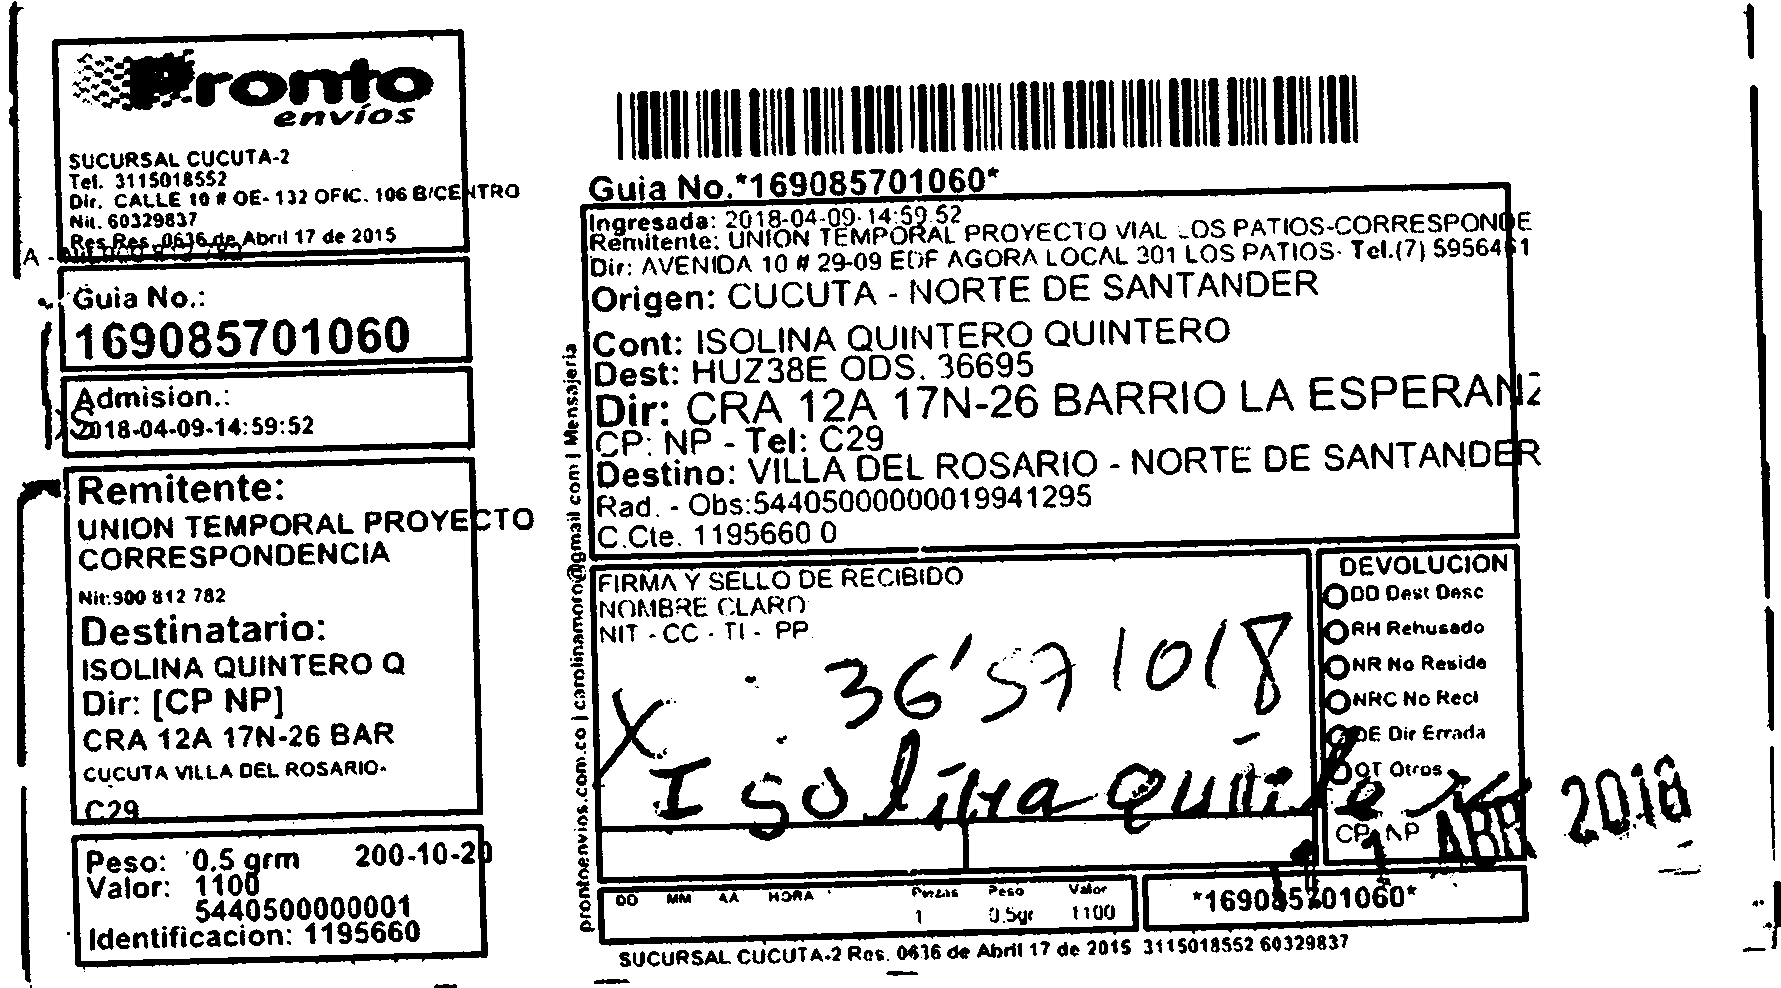 Pronto
envíos
SUCURSAL CUCUTA-2
Tel. 3115018552
Dir. CALLE 10 # OE- 132 OFIC. 106 B/CENTRO
Nit. 60329837
Res Res. 0636 de Abril 17 de 2015
Guia No.:
169085701060
Admision.:
2018-04-09-14:59:52
Remitente:
UNION TEMPORAL PROYECTO
CORRESPONDENCIA
Nit:900 812 782
Destinatario:
ISOLINA QUINTERO Q
Dir: [CP NP]
CRA 12A 17N-26 BAR
CUCUTA VILLA DEL ROSARIO-
C29
Peso: 0.5 grm 200-10-20
Valor: 1100
5440500000001
Identificacion: 1195660
prontoenvios.com.co | carolinamoro@gmail.com | Mensajeria
Guia No.*169085701060*
Ingresada: 2018-04-09-14:59:52
Remitente: UNION TEMPORAL PROYECTO VIAL LOS PATIOS-CORRESPONDE
Dir: AVENIDA 10 # 29-09 EDF AGORA LOCAL 301 LOS PATIOS- Tel.(7) 5956461
Origen: CUCUTA - NORTE DE SANTANDER
Cont: ISOLINA QUINTERO QUINTERO
Dest: HUZ38E ODS. 36695
Dir: CRA 12A 17N-26 BARRIO LA ESPERANZ
CP: NP - Tel: C29
Destino: VILLA DEL ROSARIO - NORTE DE SANTANDER
Rad. - Obs:54405000000019941295
C.Cte. 1195660 0
FIRMA Y SELLO DE RECIBIDO
NOMBRE CLARO
NIT - CC - TI - PP
X 36'571018
Isolina
DEVOLUCION
DD Dest Desc
RH Rehusado
NR No Reside
NRC No Recl
DE Dir Errada
OT Otros
CP: NP
ABR 2018
DD MM AA HORA Piezas Peso Valor
1 0.5gr 1100
*169085701060*
SUCURSAL CUCUTA-2 Res. 0636 de Abril 17 de 2015 3115018552 60329837